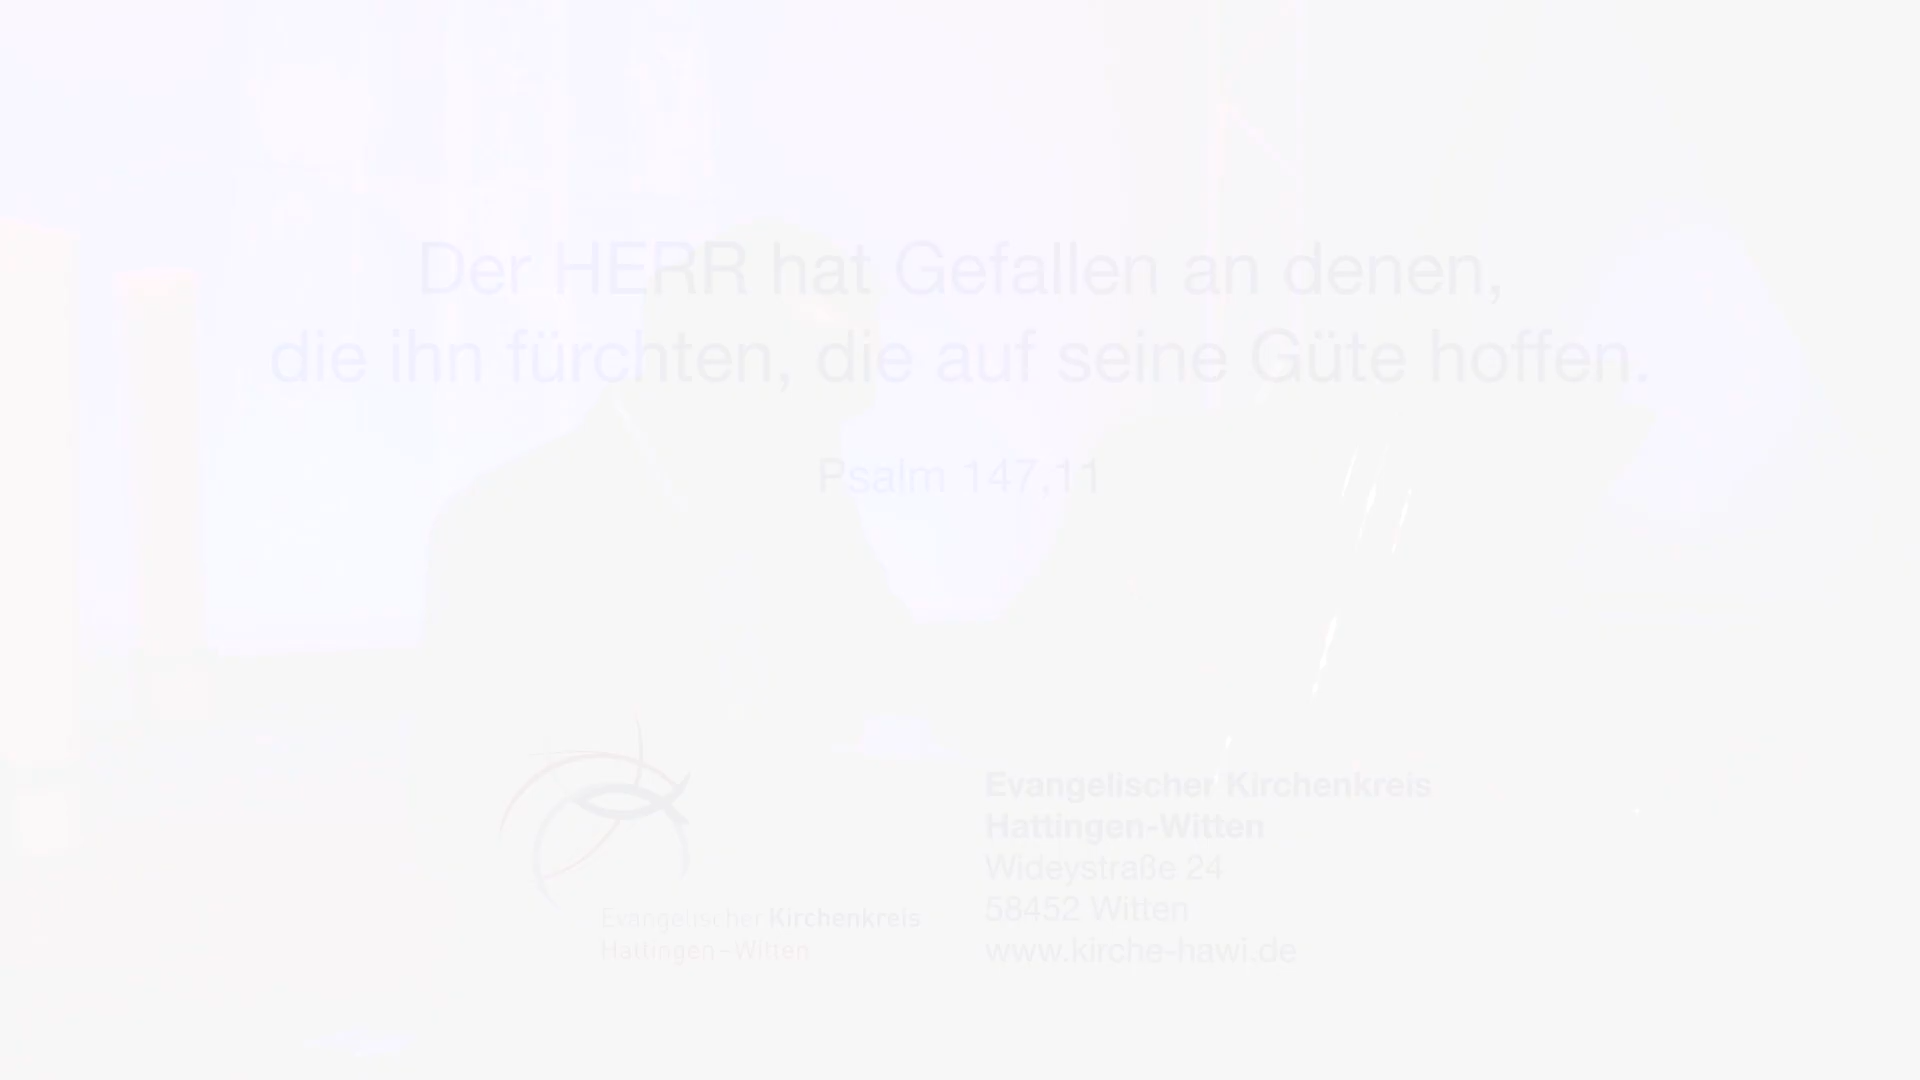 Der HERR hat Gefallen an denen,
die ihn fürchten, die auf seine Güte hoffen.
Psalm 147,11
Evangelischer Kirchenkreis
Hattingen-Witten
Evangelischer Kirchenkreis
Hattingen-Witten
Wideystraße 24
58452 Witten
www.kirche-hawi.de